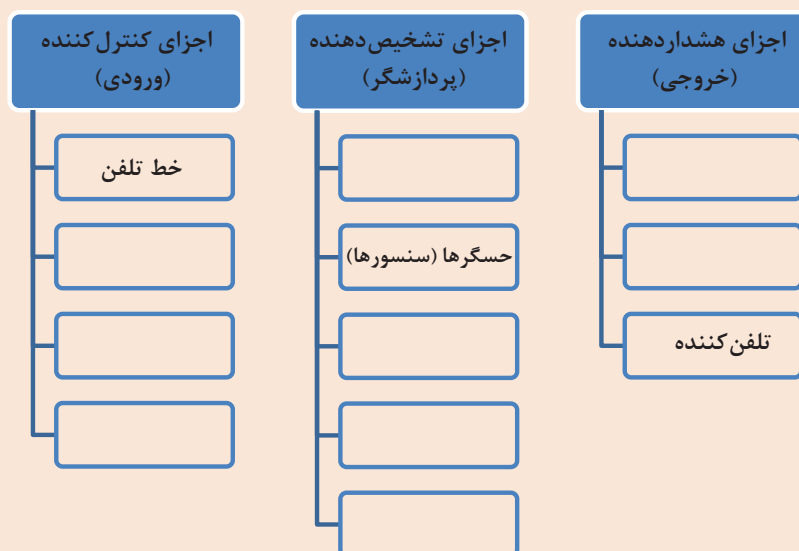 اجزای هشداردهنده
(خروجی)
تلفن کننده
اجزای تشخیص‌دهنده
(پردازشگر)
حسگرها (سنسورها)
اجزای کنترل کننده
(ورودی)
خط تلفن